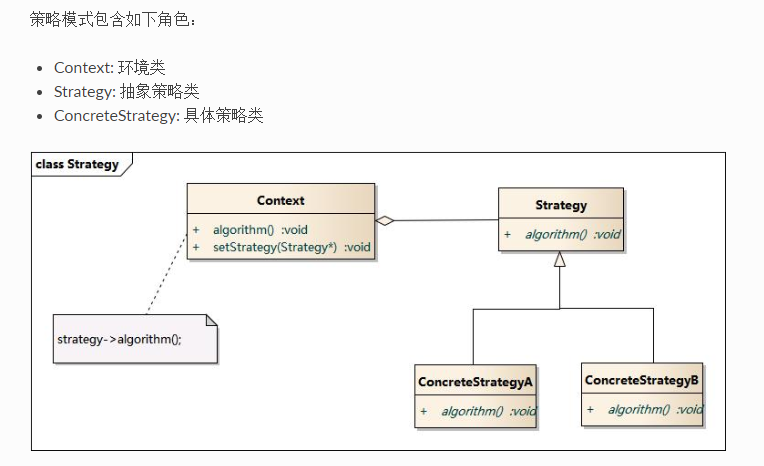 策略模式包含如下角色：
Context: 环境类
Strategy: 抽象策略类
ConcreteStrategy: 具体策略类
class Strategy
Context
+ algorithm() :void
+ setStrategy(Strategy*) :void
Strategy
+ algorithm() :void
strategy->algorithm();
ConcreteStrategyA
+ algorithm() :void
ConcreteStrategyB
+ algorithm() :void